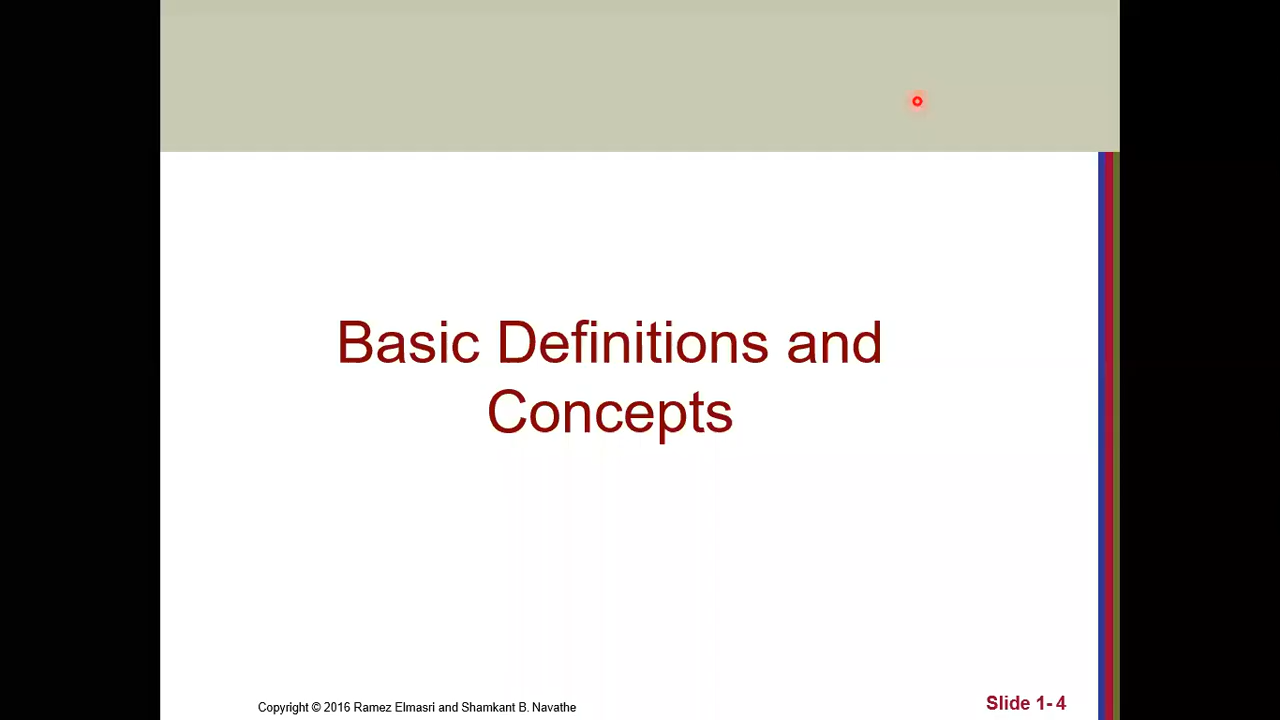 Basic Definitions and
Concepts
Copyright © 2016 Ramez Elmasri and Shamkant B. Navathe
Slide 1- 4